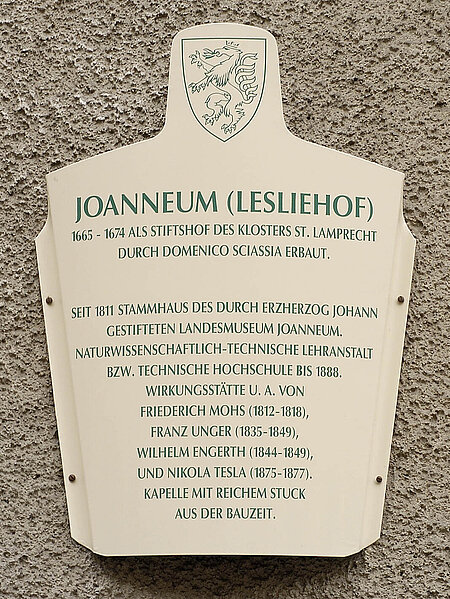 JOANNEUM (LESLIEHOF)
1665 - 1674 ALS STIFTSHOF DES KLOSTERS ST. LAMPRECHT
DURCH DOMENICO SCIASSIA ERBAUT.
SEIT 1811 STAMMHAUS DES DURCH ERZHERZOG JOHANN
GESTIFTETEN LANDESMUSEUM JOANNEUM.
NATURWISSENSCHAFTLICH-TECHNISCHE LEHRANSTALT
BZW. TECHNISCHE HOCHSCHULE BIS 1888.
WIRKUNGSSTÄTTE U. A. VON
FRIEDERICH MOHS (1812-1818),
FRANZ UNGER (1835-1849),
WILHELM ENGERTH (1844-1849),
UND NIKOLA TESLA (1875-1877).
KAPELLE MIT REICHEM STUCK
AUS DER BAUZEIT.